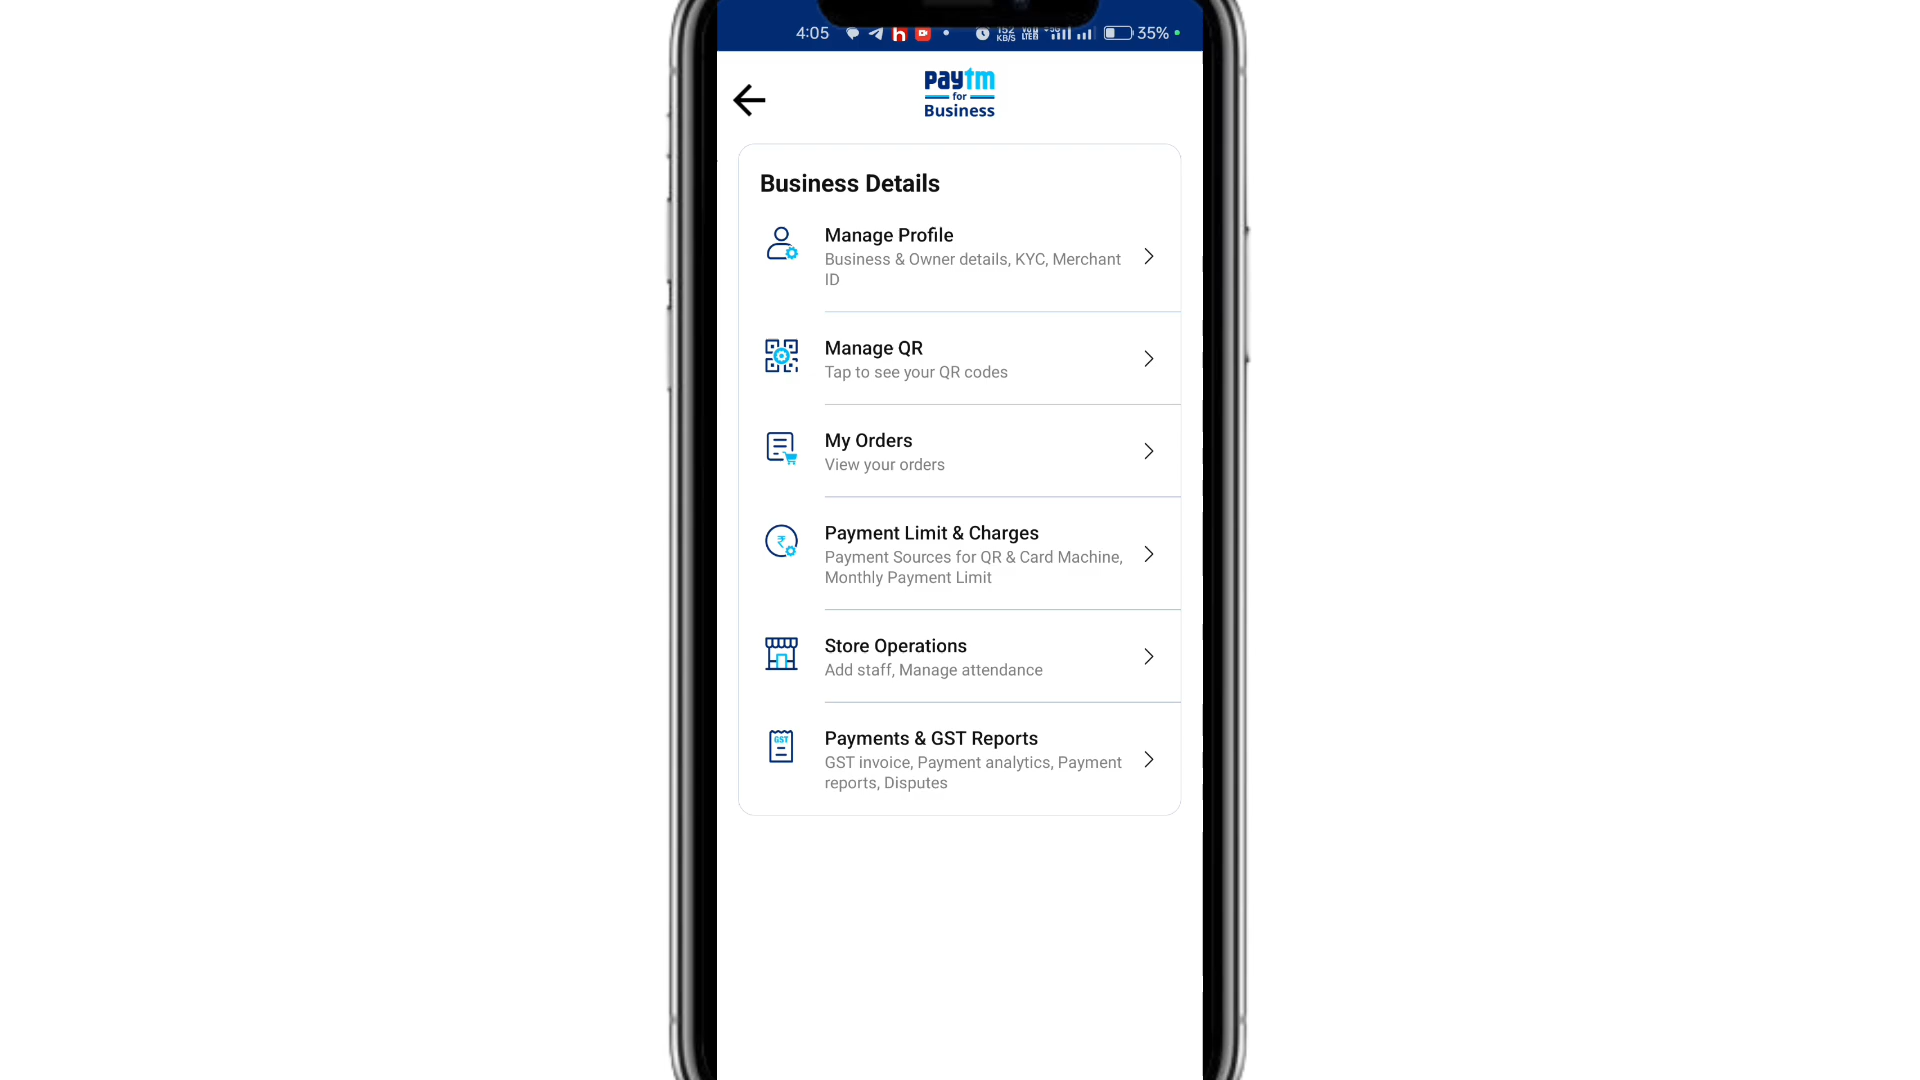 4:05 152 KB/S 35%
paytm
for
Business
Business Details
Manage Profile
Business & Owner details, KYC, Merchant
ID
Manage QR
Tap to see your QR codes
My Orders
View your orders
₹
Payment Limit & Charges
Payment Sources for QR & Card Machine,
Monthly Payment Limit
Store Operations
Add staff, Manage attendance
GST
Payments & GST Reports
GST invoice, Payment analytics, Payment
reports, Disputes